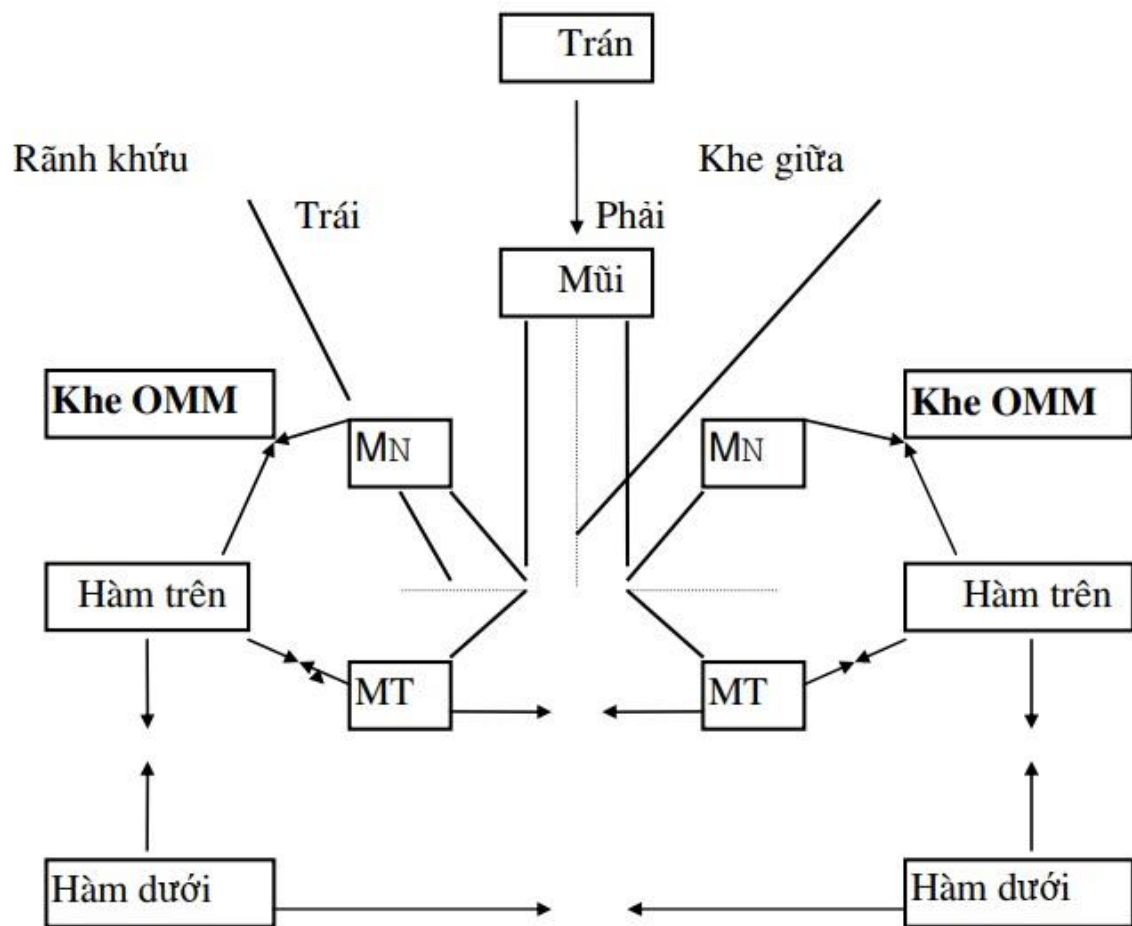 Trán
Rãnh khứu
Khe giữa
Trái
Phải
Mũi
Khe OMM
Khe OMM
MN
MN
Hàm trên
Hàm trên
MT
MT
Hàm dưới
Hàm dưới